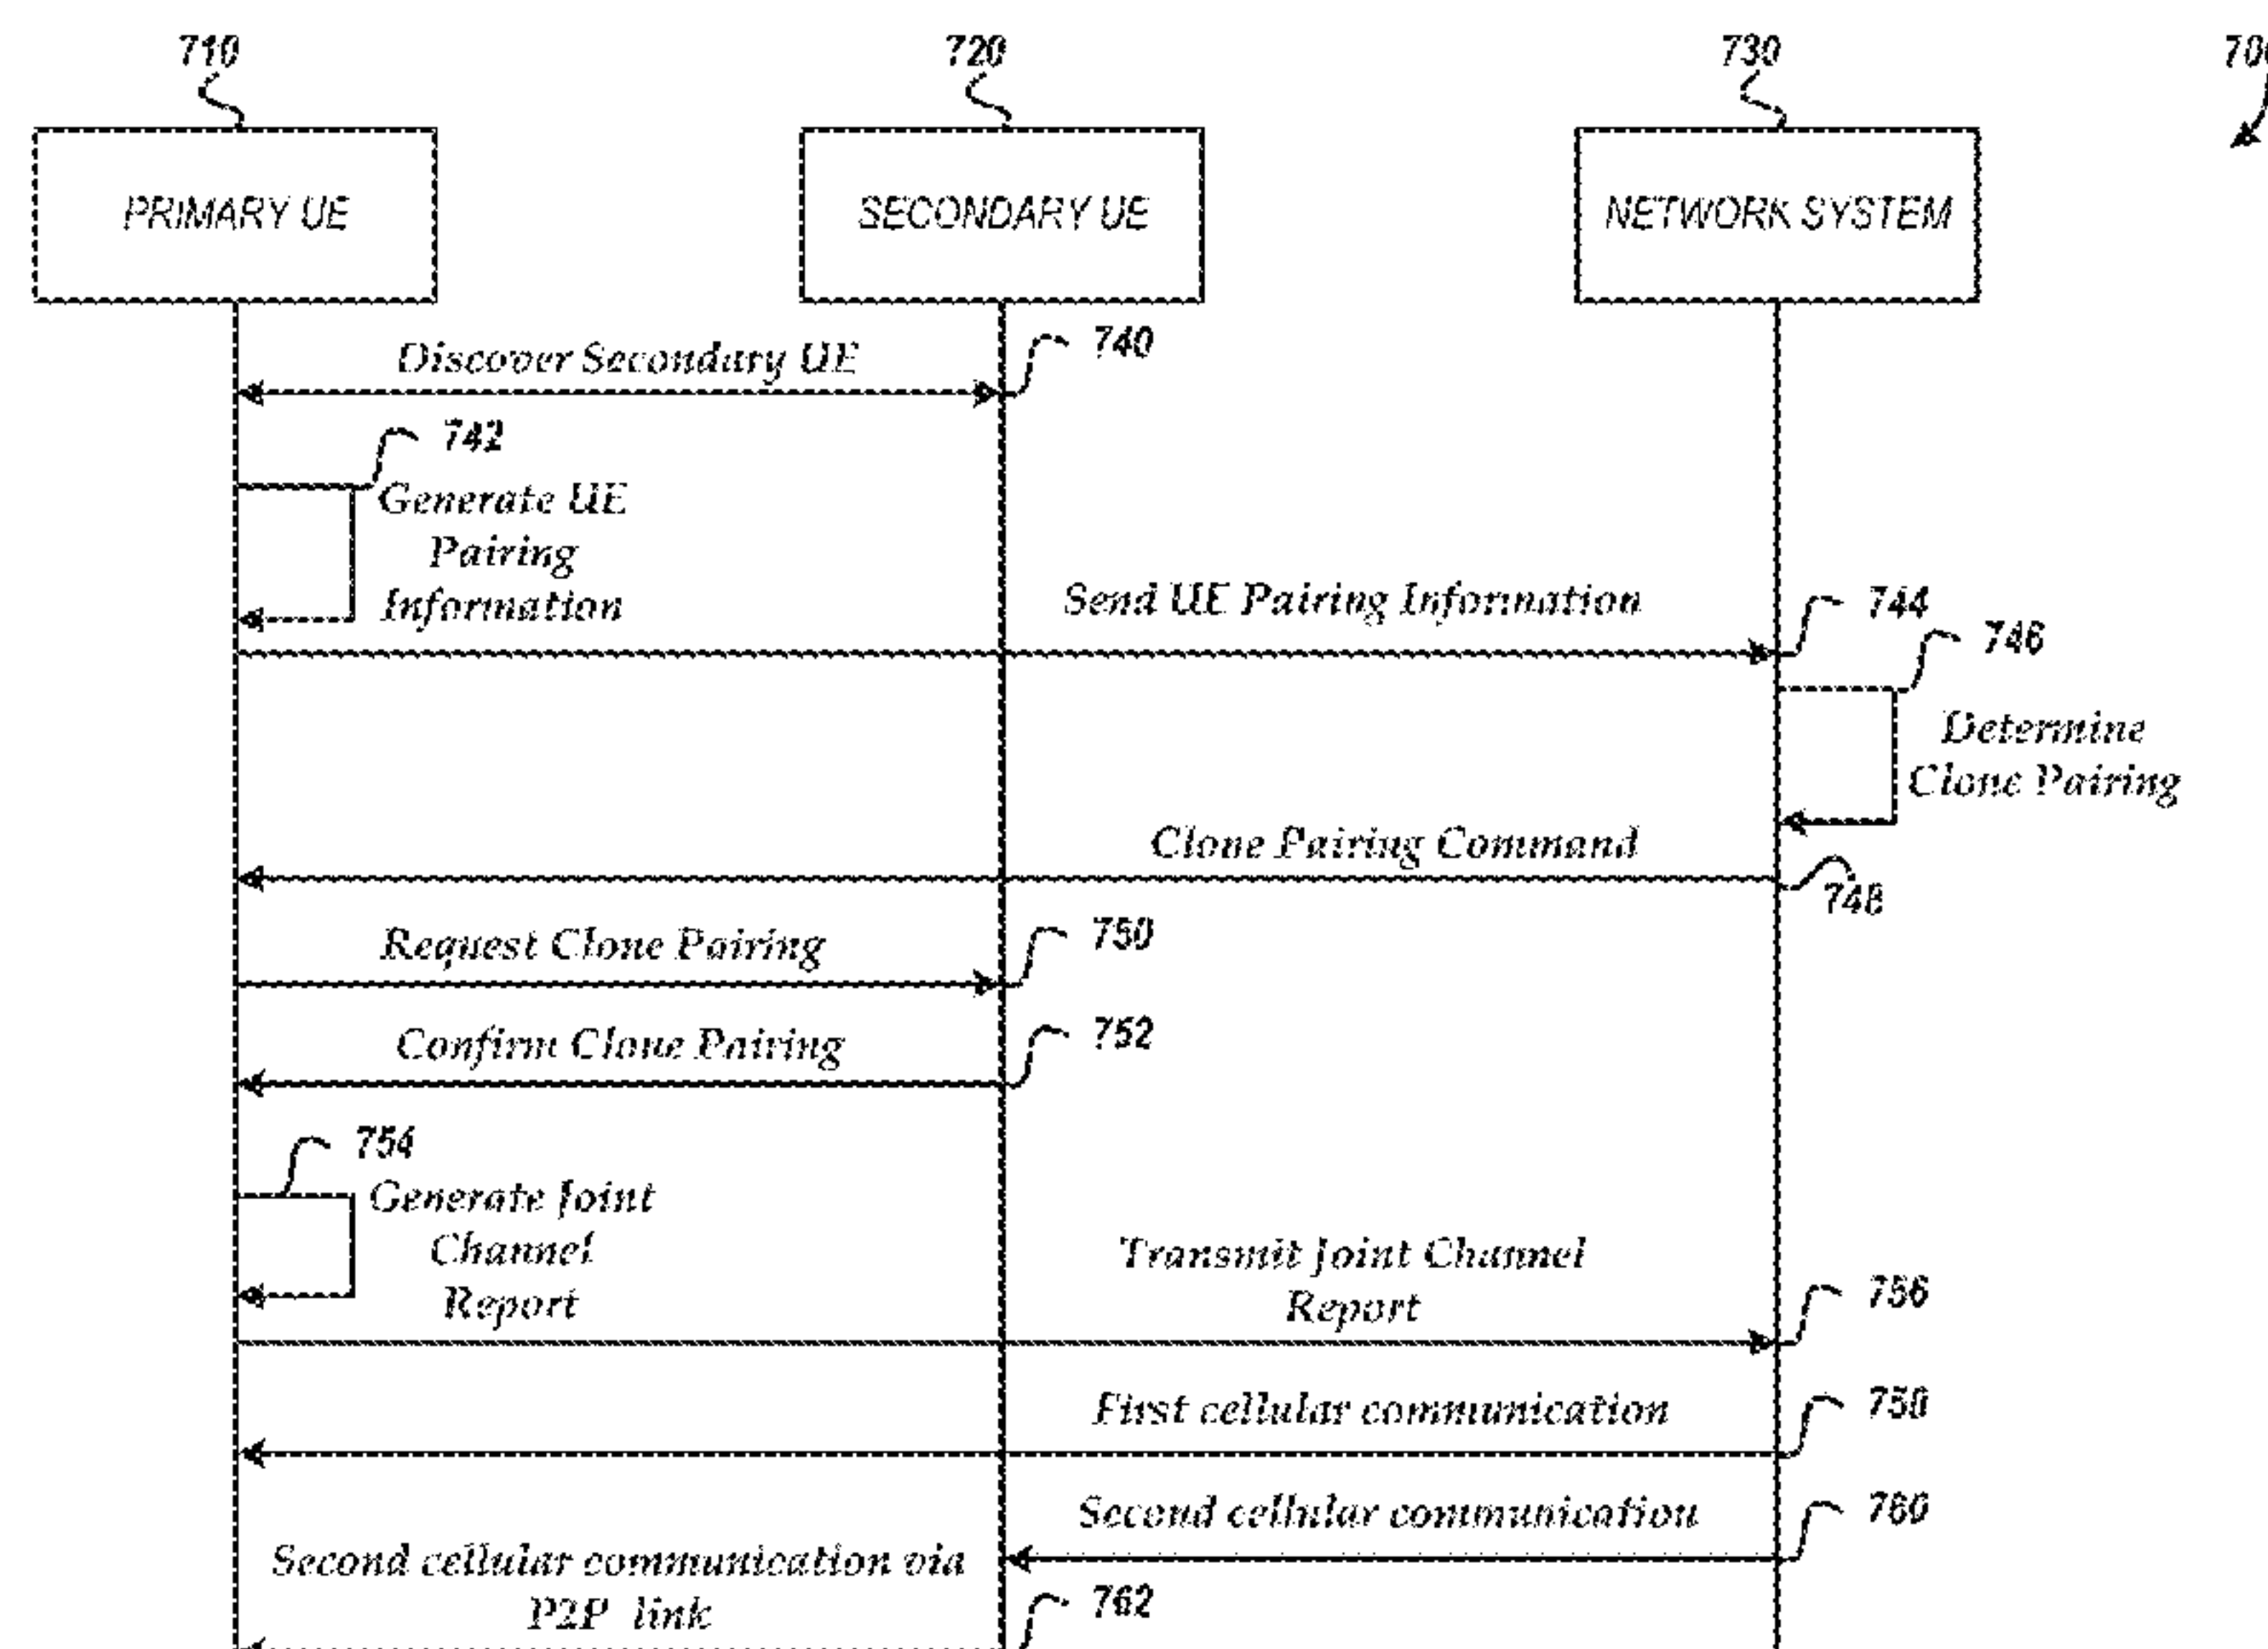 710
720
730
PRIMARY UE
SECONDARY UE
NETWORK SYSTEM
Discover Secondary UE
740
742
Generate UE
Pairing
Information
Send UE Pairing Information
744
746
Determine
Clone Pairing
Clone Pairing Command
748
Request Clone Pairing
750
Confirm Clone Pairing
752
754
Generate Joint
Channel
Report
Transmit Joint Channel
Report
756
First cellular communication
758
Second cellular communication
760
Second cellular communication via
P2P link
762